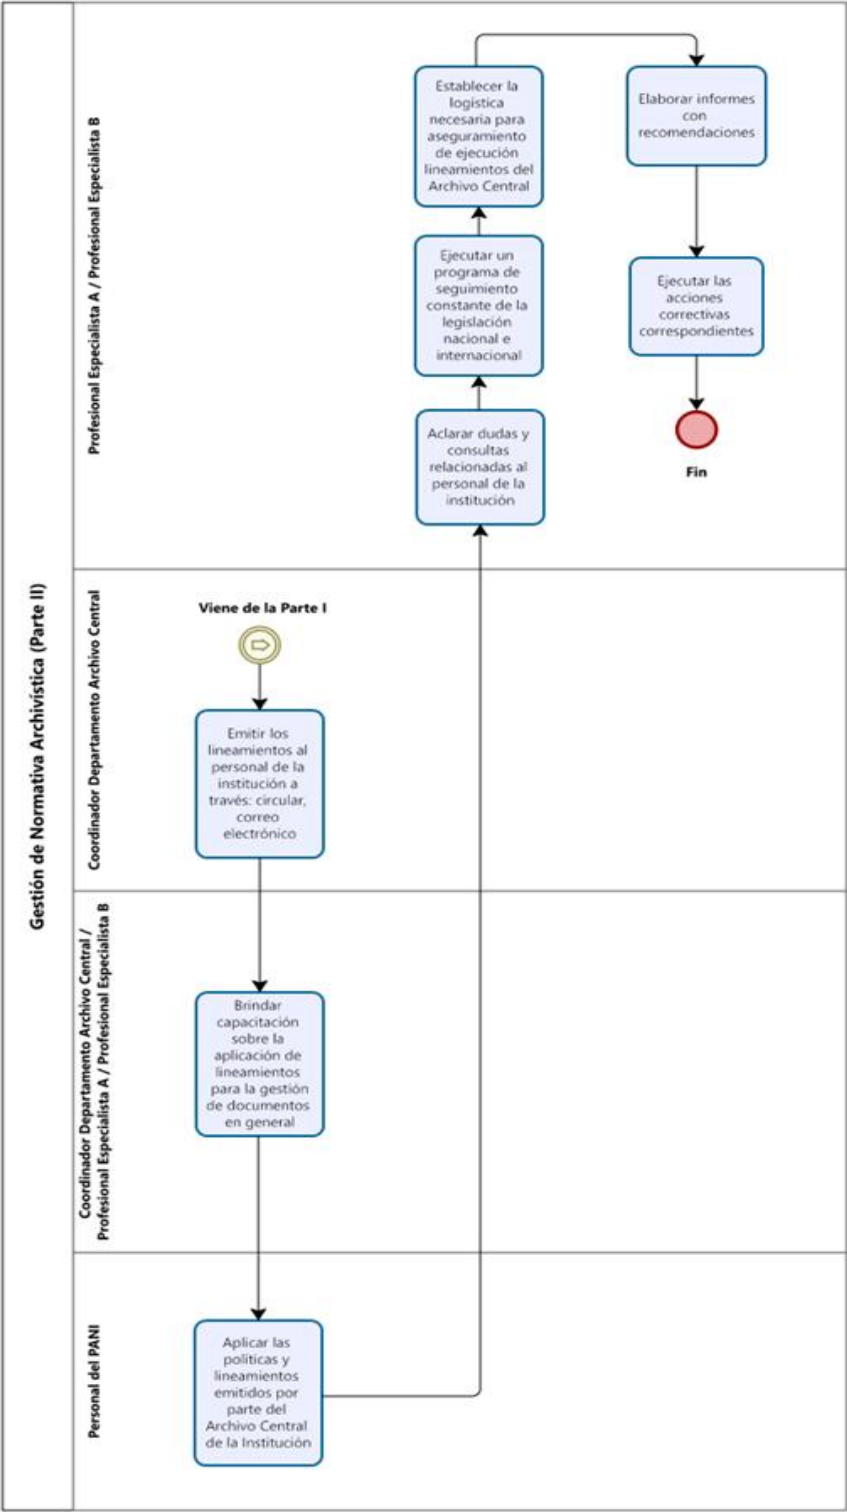 Gestión de Normativa Archivística (Parte II)
Profesional Especialista A / Profesional Especialista B
Establecer la
logística
necesaria para
aseguramiento
de ejecución
lineamientos del
Archivo Central
Elaborar informes
con
recomendaciones
Ejecutar un
programa de
seguimiento
constante de la
legislación
nacional e
internacional
Ejecutar las
acciones
correctivas
correspondientes
Aclarar dudas y
consultas
relacionadas al
personal de la
institución
Fin
Coordinador Departamento Archivo Central
Viene de la Parte I
Emitir los
lineamientos al
personal de la
institución a
través: circular,
correo
electrónico
Coordinador Departamento Archivo Central /
Profesional Especialista A / Profesional Especialista B
Brindar
capacitación
sobre la
aplicación de
lineamientos
para la gestión
de documentos
en general
Personal del PANI
Aplicar las
políticas y
lineamientos
emitidos por
parte del
Archivo Central
de la Institución